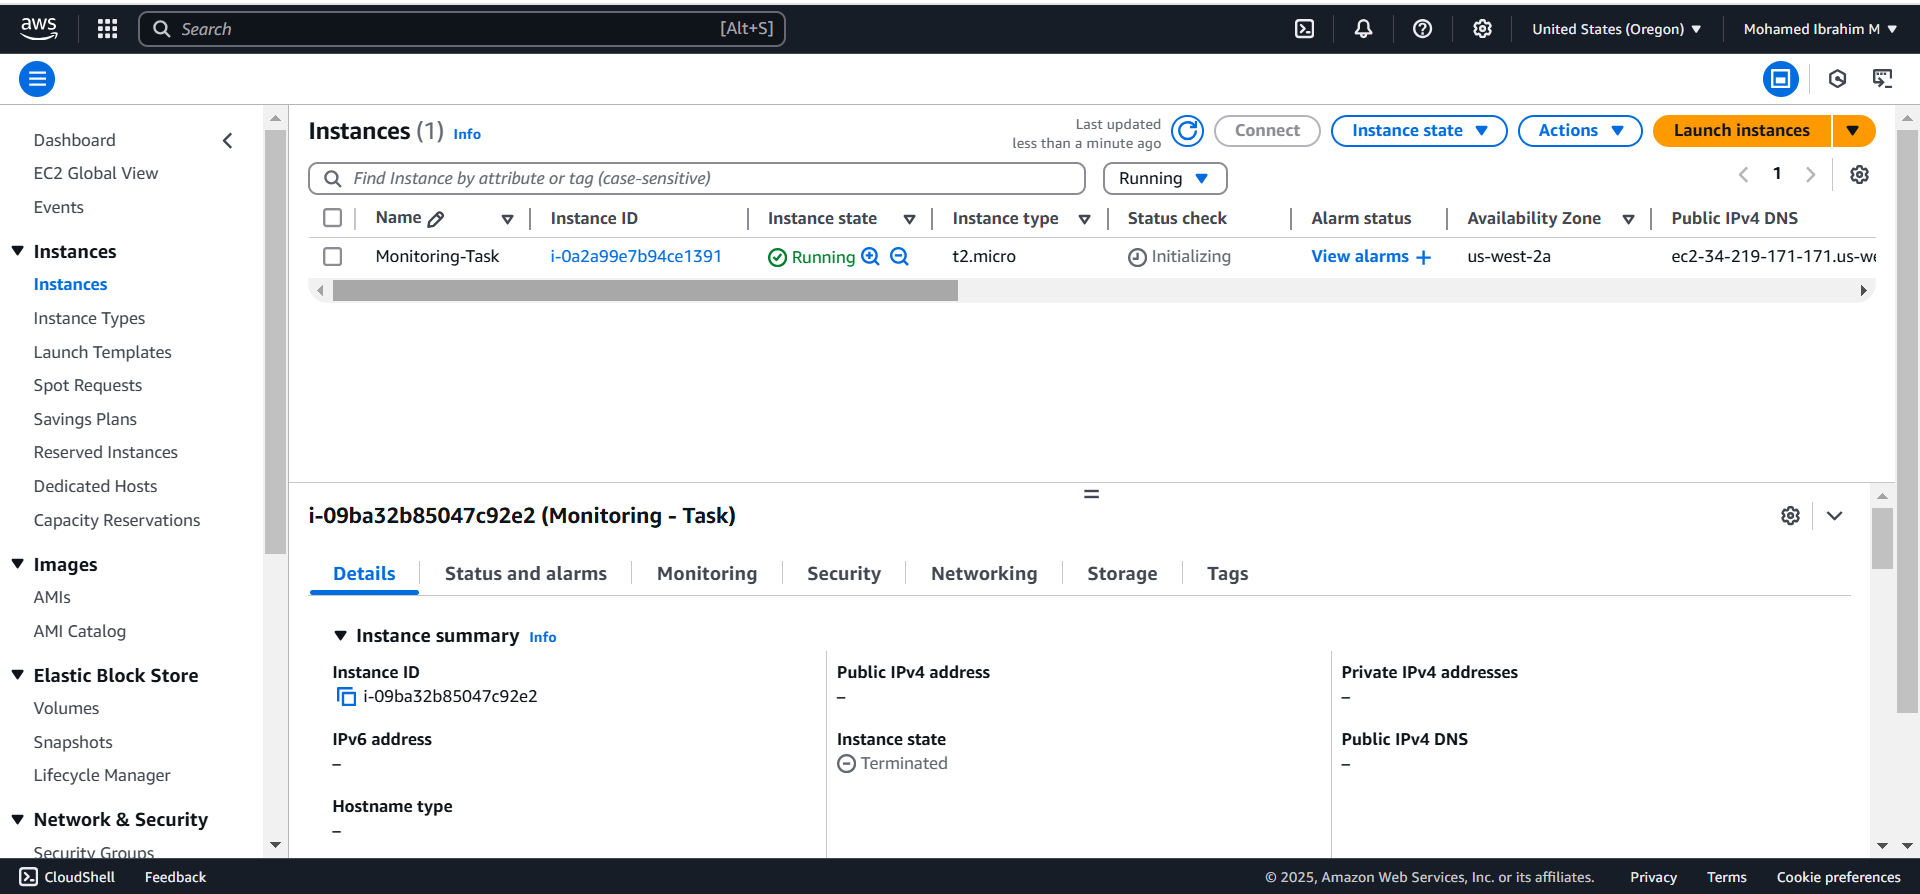 aws Search [Alt+S] United States (Oregon) Mohamed Ibrahim M
Dashboard
EC2 Global View
Events
Instances
Instances
Instance Types
Launch Templates
Spot Requests
Savings Plans
Reserved Instances
Dedicated Hosts
Capacity Reservations
Images
AMIs
AMI Catalog
Elastic Block Store
Volumes
Snapshots
Lifecycle Manager
Network & Security
Security Groups
Instances (1) Info
Last updated
less than a minute ago
Connect Instance state Actions Launch instances
Find Instance by attribute or tag (case-sensitive) Running 1
Name Instance ID Instance state Instance type Status check Alarm status Availability Zone Public IPv4 DNS
Monitoring-Task i-0a2a99e7b94ce1391 Running t2.micro Initializing View alarms + us-west-2a ec2-34-219-171-171.us-we
i-09ba32b85047c92e2 (Monitoring - Task)
Details Status and alarms Monitoring Security Networking Storage Tags
Instance summary Info
Instance ID
i-09ba32b85047c92e2
Public IPv4 address
–
Private IPv4 addresses
–
IPv6 address
–
Instance state
Terminated
Public IPv4 DNS
–
Hostname type
–
CloudShell Feedback © 2025, Amazon Web Services, Inc. or its affiliates. Privacy Terms Cookie preferences